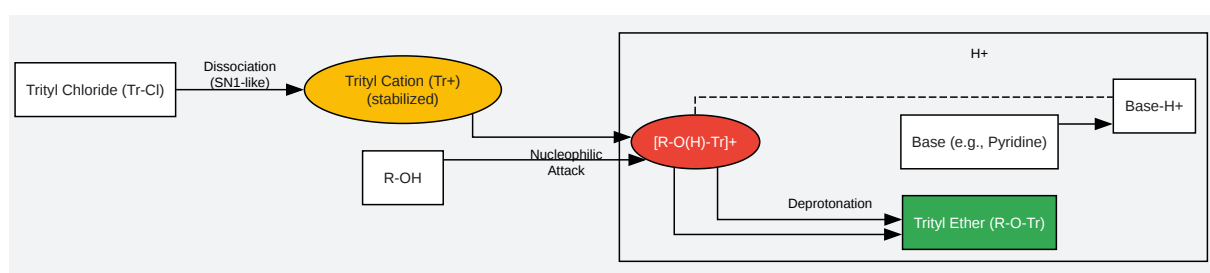 H+
Dissociation
(SN1-like)
Trityl Chloride (Tr-Cl)
Trityl Cation (Tr+)
(stabilized)
Base-H+
Base (e.g., Pyridine)
[R-O(H)-Tr]+
Nucleophilic
Attack
R-OH
Deprotonation
Trityl Ether (R-O-Tr)